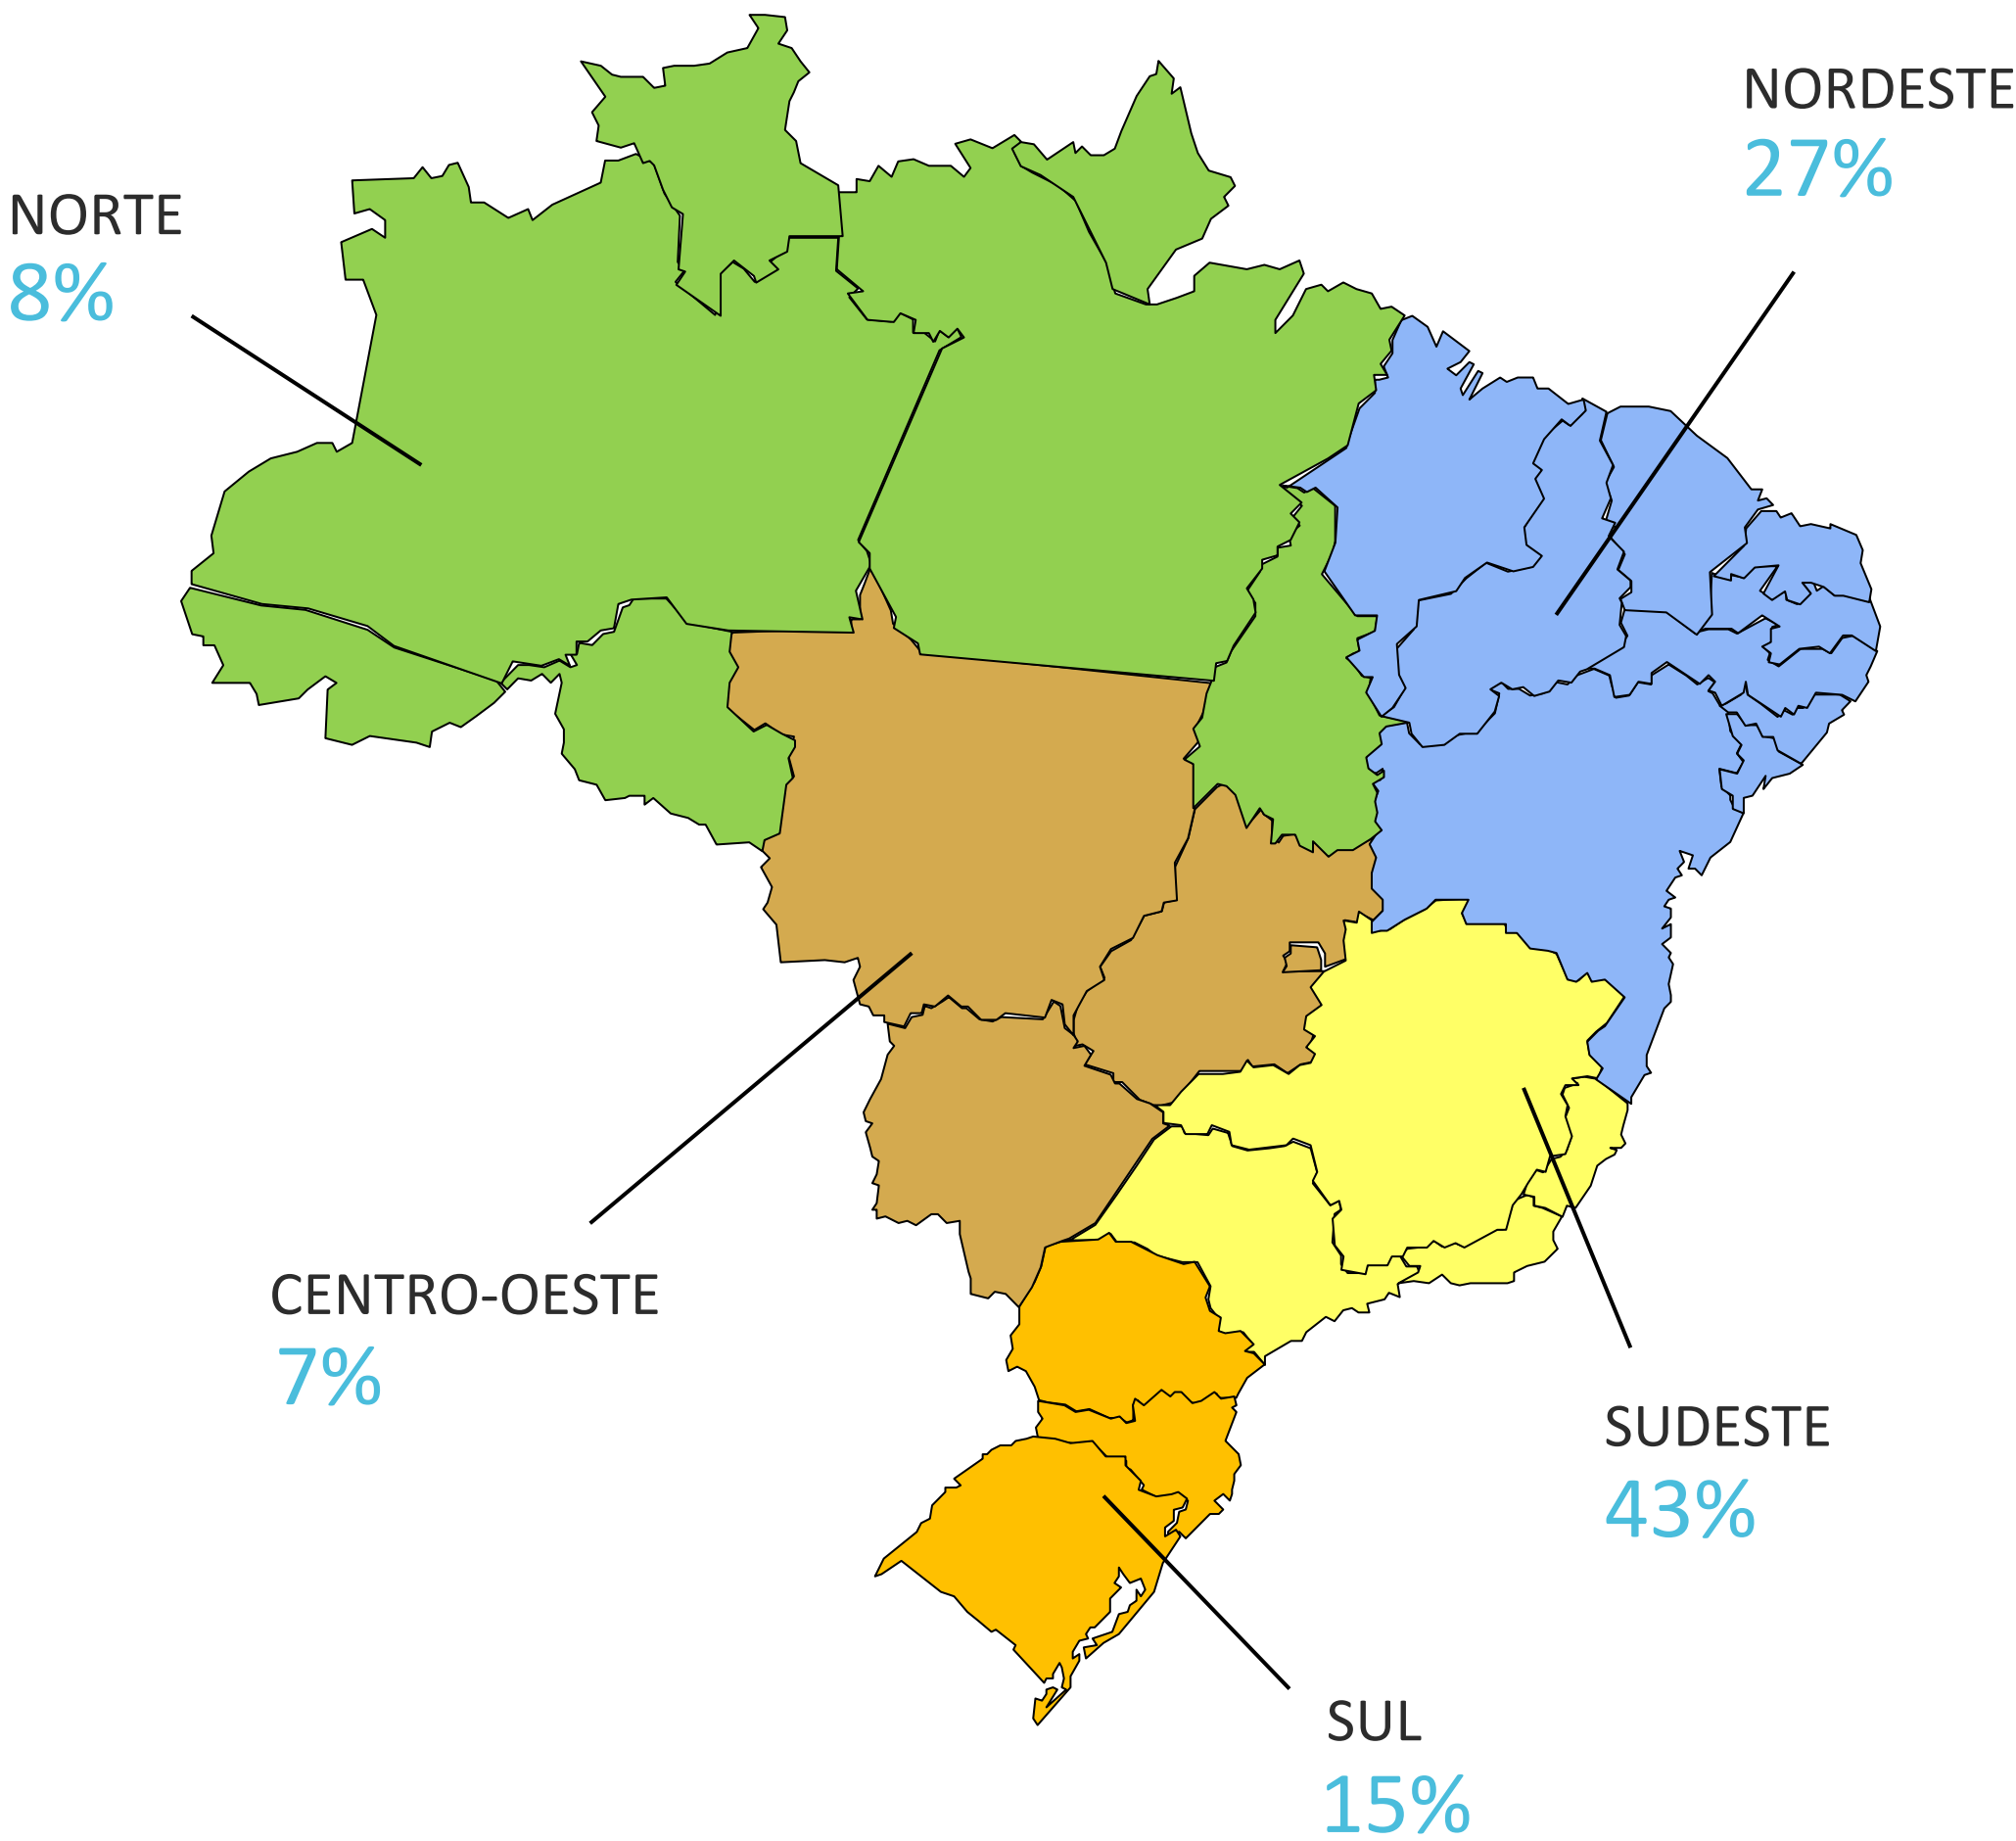 NORDESTE
27%
NORTE
8%
CENTRO-OESTE
7%
SUDESTE
43%
SUL
15%